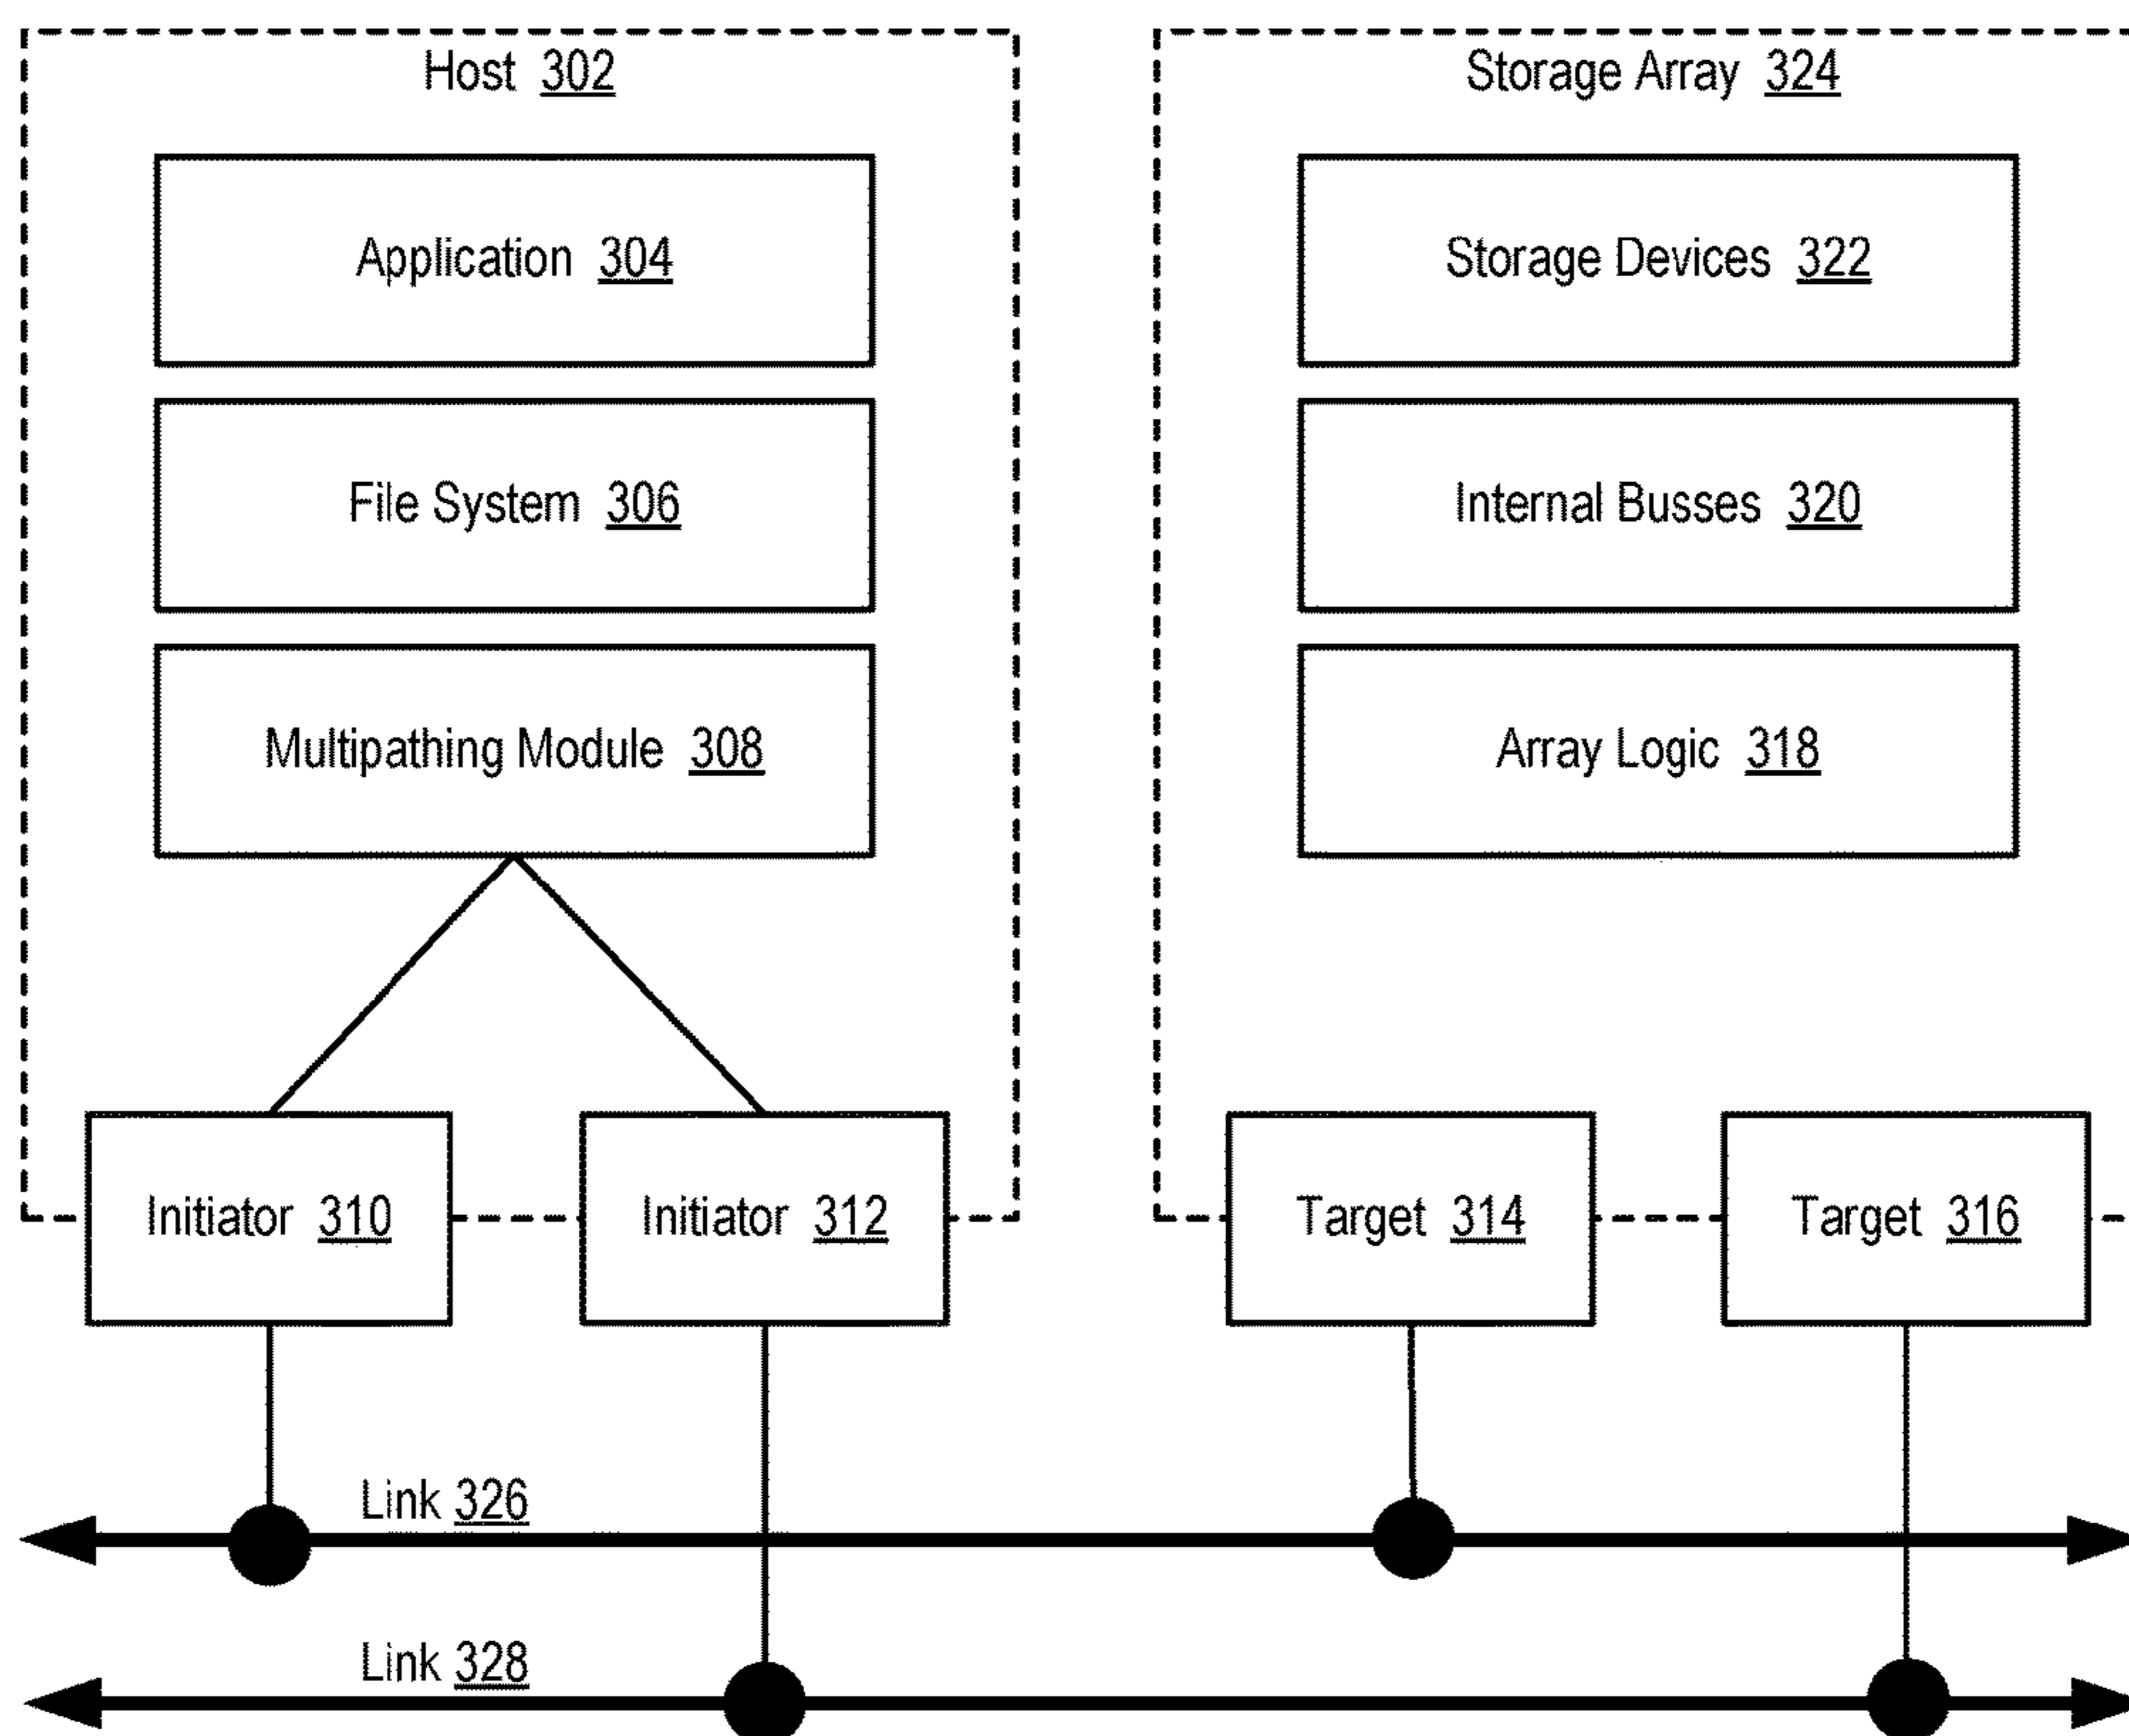 Host 302
Application 304
File System 306
Multipathing Module 308
Initiator 310
Initiator 312
Storage Array 324
Storage Devices 322
Internal Busses 320
Array Logic 318
Target 314
Target 316
Link 326
Link 328